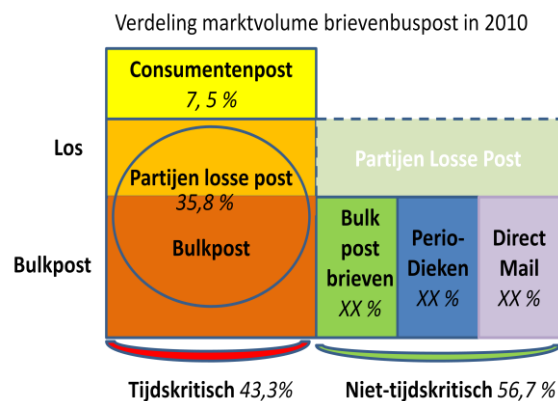 Verdeling marktvolume brievenbuspost in 2010
Consumentenpost
7, 5 %
Los
Partijen losse post
35,8 %
Partijen Losse Post
Bulkpost
Bulkpost
Bulk
post
brieven
XX %
Perio-
Dieken
XX %
Direct
Mail
XX %
Tijdskritisch 43,3%
Niet-tijdskritisch 56,7 %